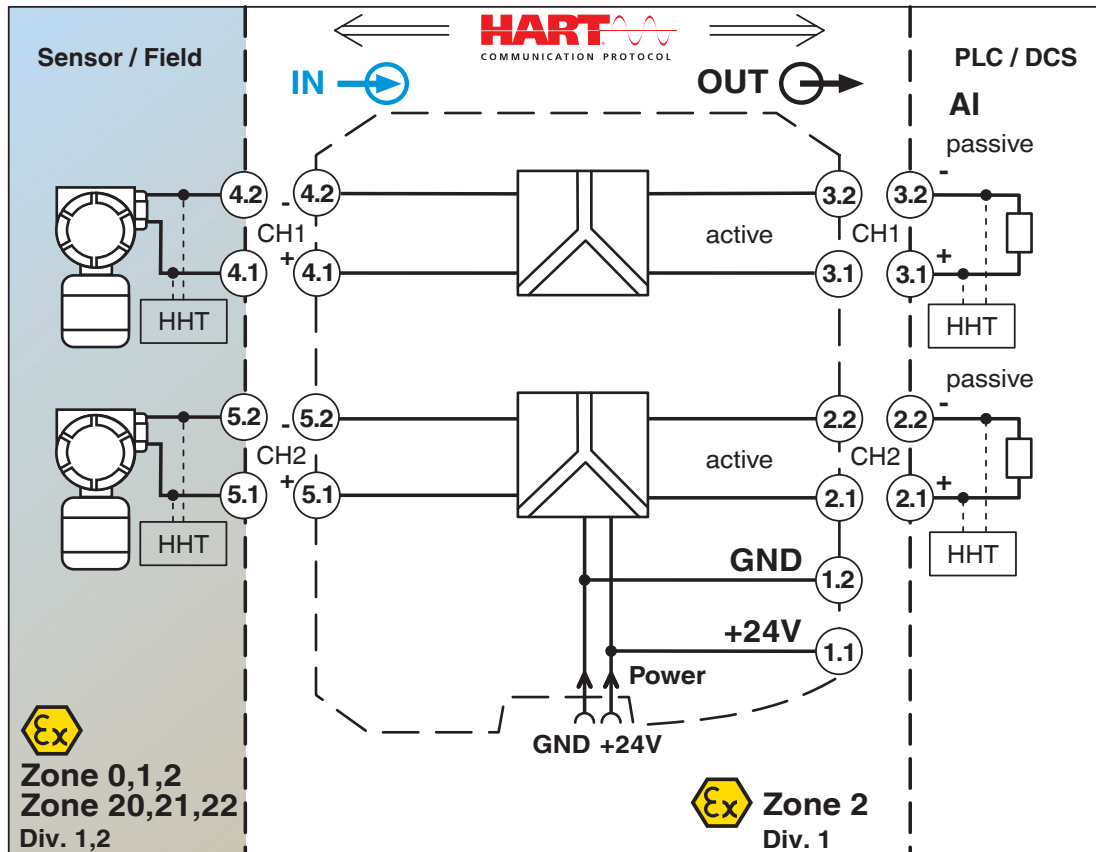 HART
COMMUNICATION PROTOCOL
Sensor / Field
PLC / DCS
IN
OUT
AI
passive
4.2
-
4.2
3.2
3.2
-
CH1
active
CH1
4.1
+
4.1
3.1
3.1
+
HHT
HHT
passive
5.2
-
5.2
2.2
2.2
-
CH2
active
CH2
5.1
+
5.1
2.1
2.1
+
HHT
HHT
GND
1.2
+24V
1.1
Power
GND +24V
Ex
Zone 0,1,2
Zone 20,21,22
Div. 1,2
Ex
Zone 2
Div. 1